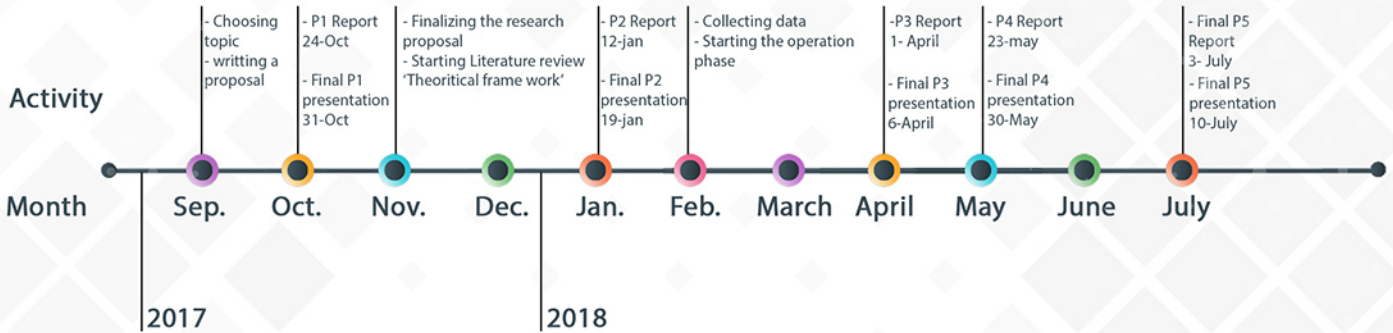 Activity
- Choosing
topic
- writting a
proposal
- P1 Report
24-Oct
- Final P1
presentation
31-Oct
- Finalizing the research
proposal
- Starting Literature review
‘Theoritical frame work’
- P2 Report
12-jan
- Final P2
presentation
19-jan
- Collecting data
- Starting the operation
phase
-P3 Report
1- April
- Final P3
presentation
6-April
- P4 Report
23-may
- Final P4
presentation
30-May
- Final P5
Report
3- July
- Final P5
presentation
10-July
Month
Sep.
Oct.
Nov.
Dec.
Jan.
Feb.
March
April
May
June
July
2017
2018